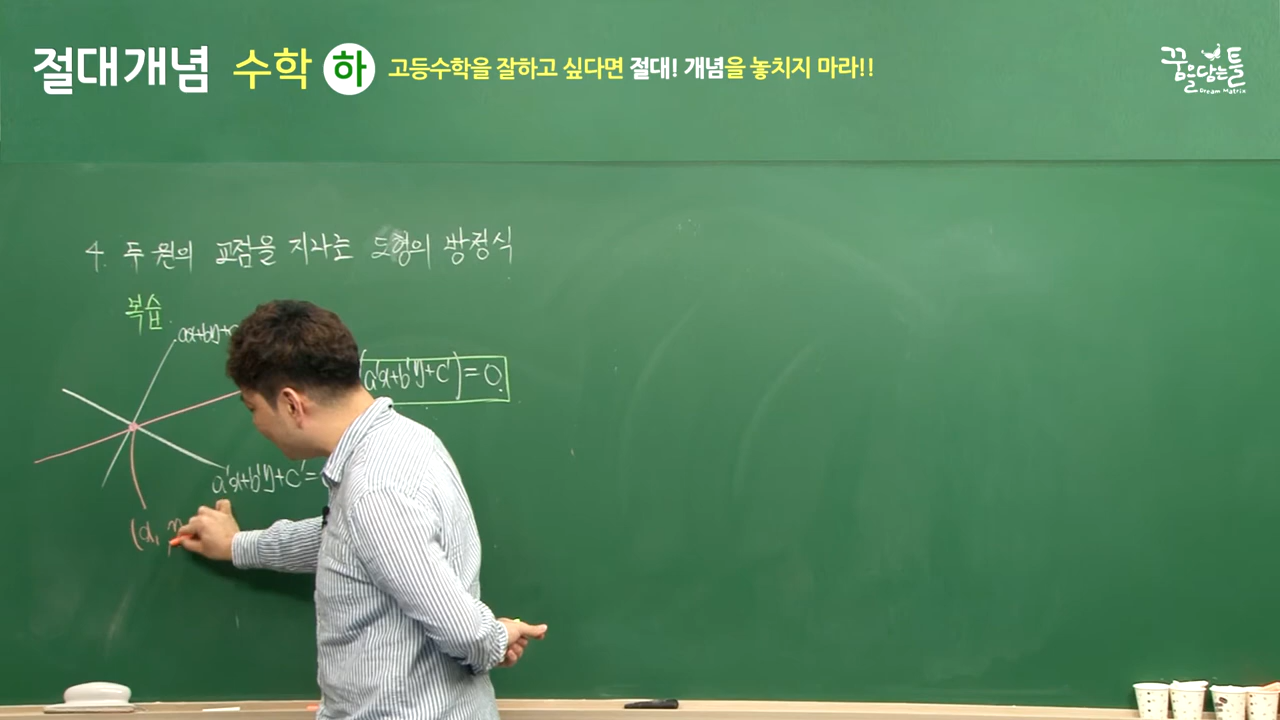 절대개념 수학 하 고등수학을 잘하고 싶다면 절대! 개념을 놓치지 마라!!
꿈을담는틀
Dream Matrix
4. 두 원의 교점을 지나는 도형의 방정식
복습.
ax+by+c
(a'x+b'y+c')=0.
a'x+b'y+c'=
(α,